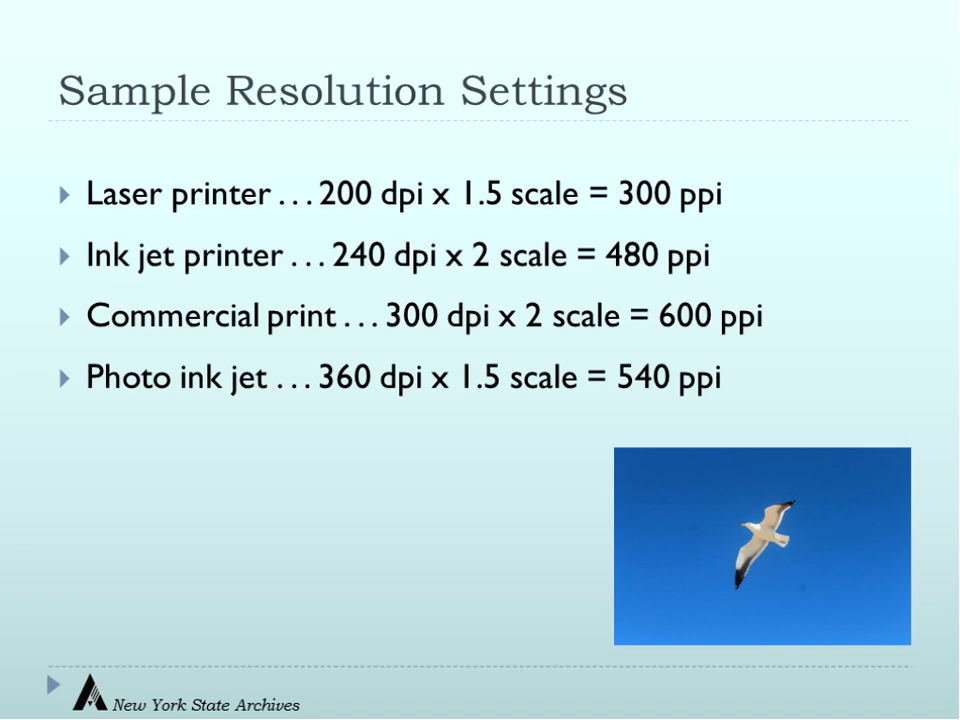 Sample Resolution Settings
Laser printer . . . 200 dpi x 1.5 scale = 300 ppi
Ink jet printer . . . 240 dpi x 2 scale = 480 ppi
Commercial print . . . 300 dpi x 2 scale = 600 ppi
Photo ink jet . . . 360 dpi x 1.5 scale = 540 ppi
New York State Archives